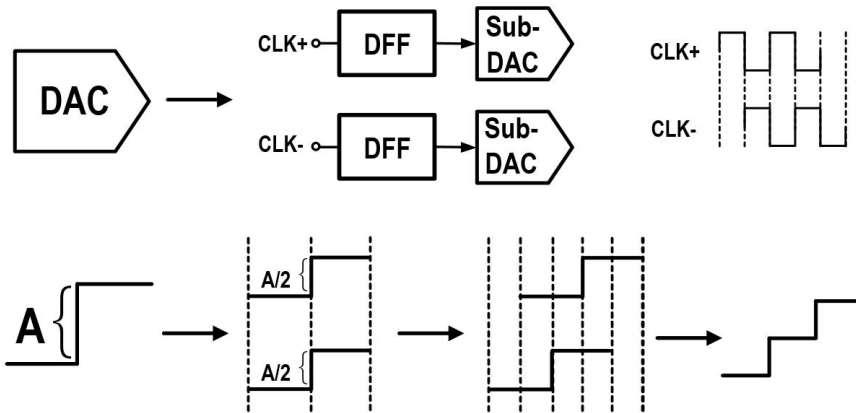 DAC
CLK+
DFF
Sub-
DAC
CLK-
DFF
Sub-
DAC
CLK+
CLK-
A
A/2
A/2